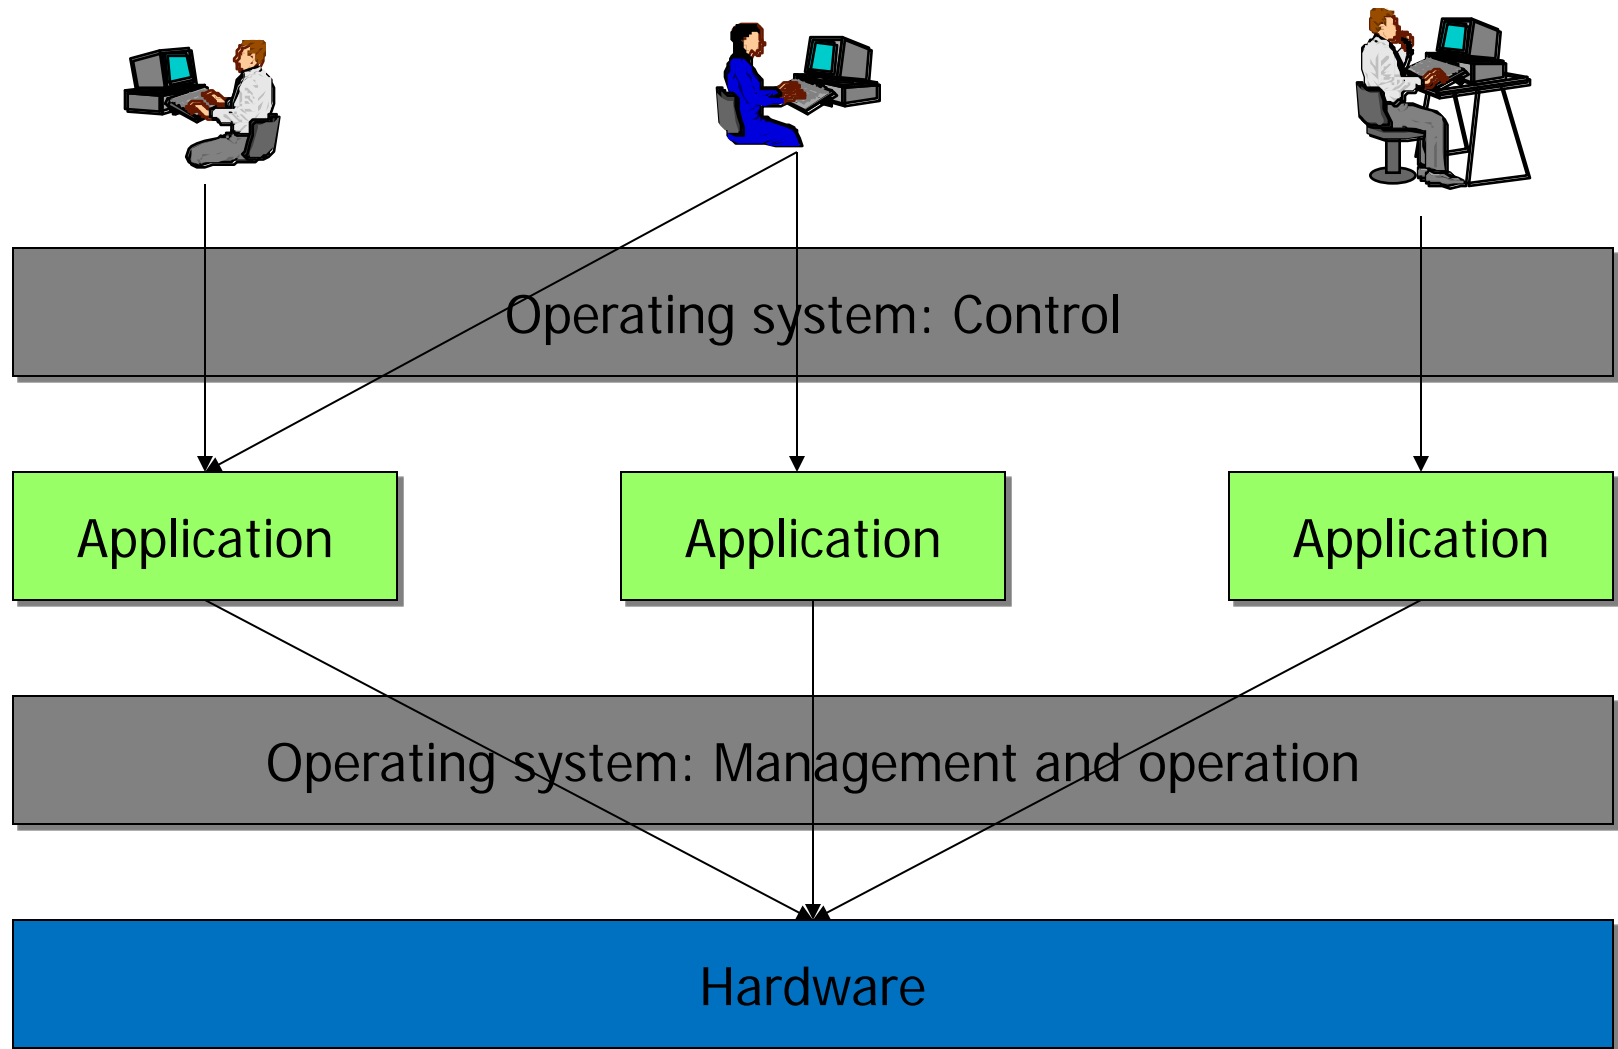 Operating system: Control
Application
Application
Application
Operating system: Management and operation
Hardware